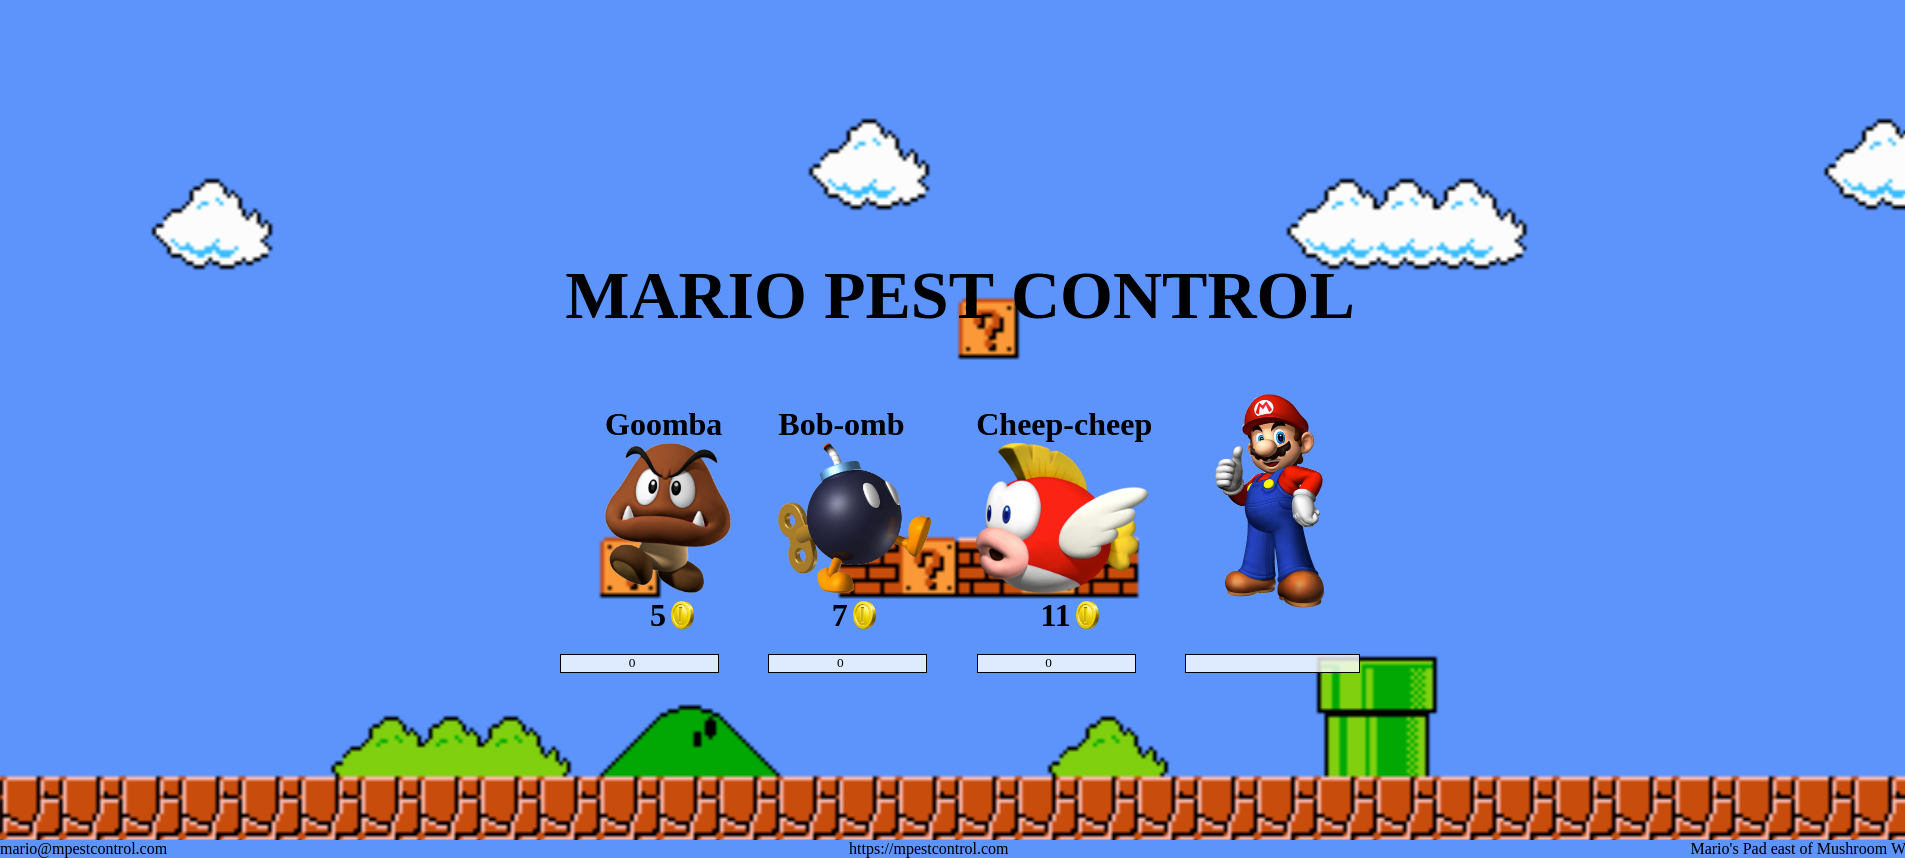 MARIO PEST CONTROL
Goomba Bob-omb Cheep-cheep
M
? ? ?
5 7 11
0 0 0
mario@mpestcontrol.com https://mpestcontrol.com Mario's Pad east of Mushroom W